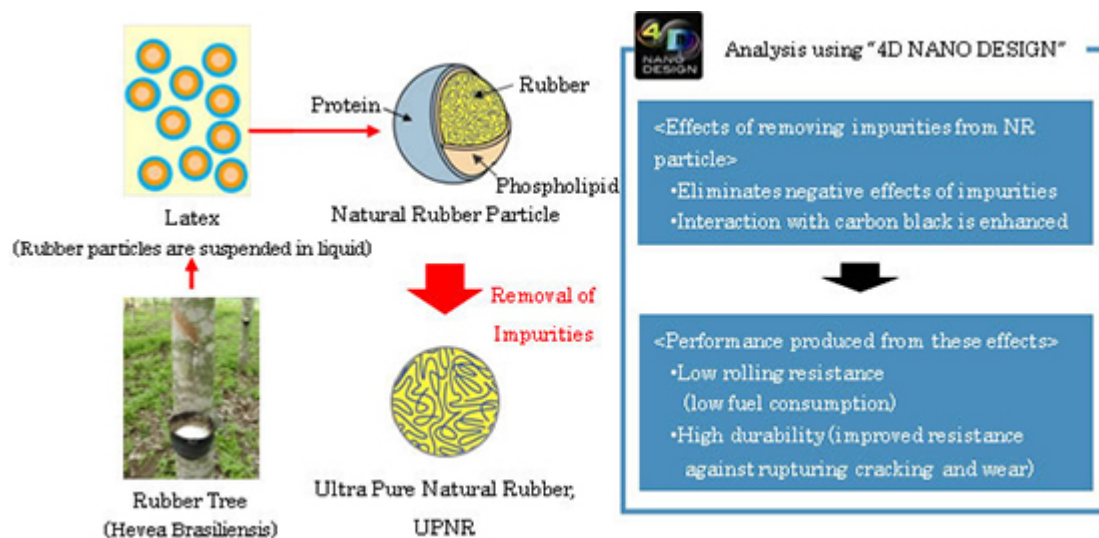 Latex
(Rubber particles are suspended in liquid)
Rubber Tree
(Hevea Brasiliensis)
Protein
Rubber
Phospholipid
Natural Rubber Particle
Removal of
Impurities
Ultra Pure Natural Rubber,
UPNR
4D
NANO
DESIGN
Analysis using "4D NANO DESIGN"
<Effects of removing impurities from NR
particle>
•Eliminates negative effects of impurities
•Interaction with carbon black is enhanced
<Performance produced from these effects>
•Low rolling resistance
(low fuel consumption)
•High durability (improved resistance
against rupturing cracking and wear)